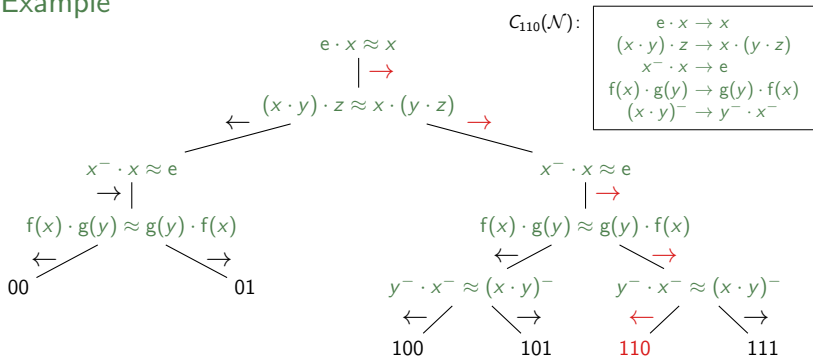 Example
C₁₁₀(𝒩):
e · x → x
(x · y) · z → x · (y · z)
x⁻ · x → e
f(x) · g(y) → g(y) · f(x)
(x · y)⁻ → y⁻ · x⁻
e · x ≈ x
→
(x · y) · z ≈ x · (y · z)
← →
x⁻ · x ≈ e x⁻ · x ≈ e
→ →
f(x) · g(y) ≈ g(y) · f(x) f(x) · g(y) ≈ g(y) · f(x)
← → ← →
00 01 y⁻ · x⁻ ≈ (x · y)⁻ y⁻ · x⁻ ≈ (x · y)⁻
← → ← →
100 101 110 111